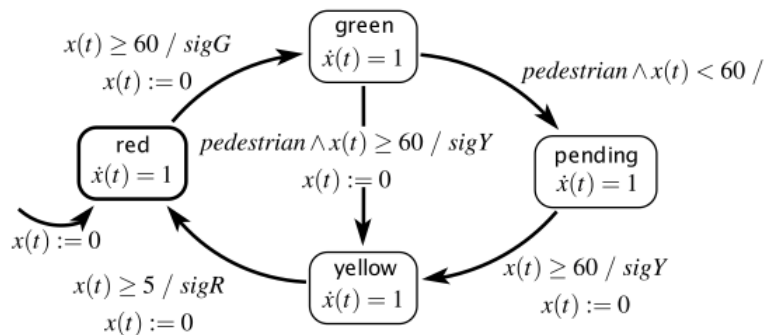 green
ẋ(t) = 1
x(t) ≥ 60 / sigG
x(t) := 0
pedestrian ∧ x(t) < 60 /
red
ẋ(t) = 1
pedestrian ∧ x(t) ≥ 60 / sigY
x(t) := 0
pending
ẋ(t) = 1
x(t) := 0
x(t) ≥ 5 / sigR
x(t) := 0
yellow
ẋ(t) = 1
x(t) ≥ 60 / sigY
x(t) := 0